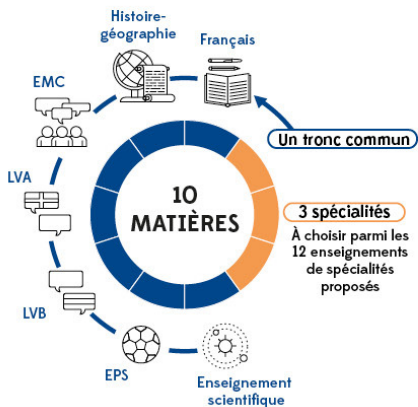 Histoire-
géographie
Français
EMC
Un tronc commun
LVA
10
MATIÈRES
3 spécialités
À choisir parmi les
12 enseignements
de spécialités
proposés
LVB
EPS
Enseignement
scientifique